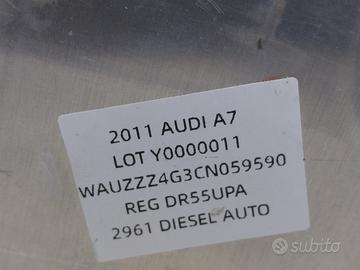 2011 AUDI A7
LOT Y0000011
WAUZZZ4G3CN059590
REG DR55UPA
2961 DIESEL AUTO
subito